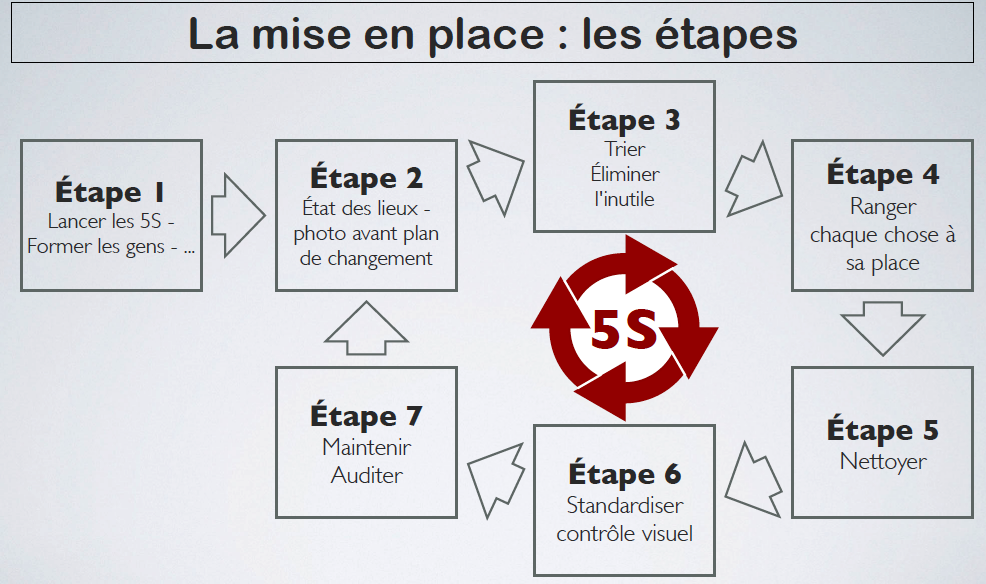 La mise en place : les étapes
Étape 1
Lancer les 5S -
Former les gens - ...
Étape 2
État des lieux -
photo avant plan
de changement
Étape 3
Trier
Éliminer
l'inutile
Étape 4
Ranger
chaque chose à
sa place
5S
Étape 5
Nettoyer
Étape 6
Standardiser
contrôle visuel
Étape 7
Maintenir
Auditer